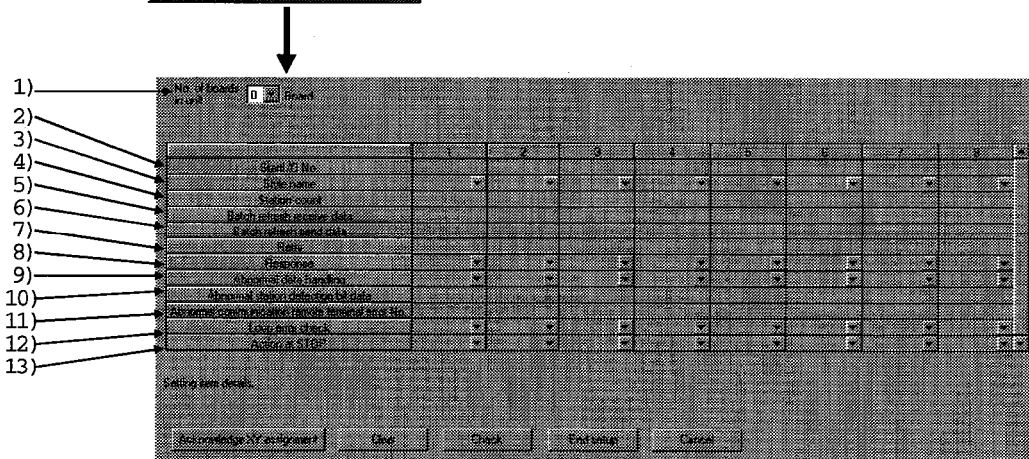 1) No. of boards in unit 0 Board
2)
3)
4)
5)
6)
7)
8)
9)
10)
11)
12)
13)
1 2 3 4 5 6 7 8
Start I/O No.
Style name
Station count
Batch refresh receive data
Batch refresh send data
Retry
Response
Abnormal data handling
Abnormal station detection bit data
Abnormal communication remote terminal error No.
Loop error check
Action at STOP
Setting item details.
Acknowledge XY assignment Clear Check End setup Cancel